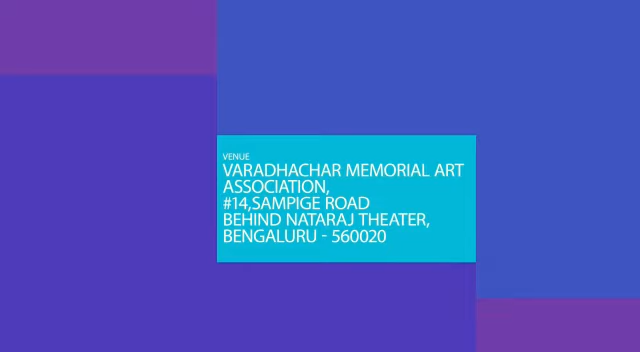 VENUE
VARADHACHAR MEMORIAL ART
ASSOCIATION,
#14,SAMPIGE ROAD
BEHIND NATARAJ THEATER,
BENGALURU - 560020